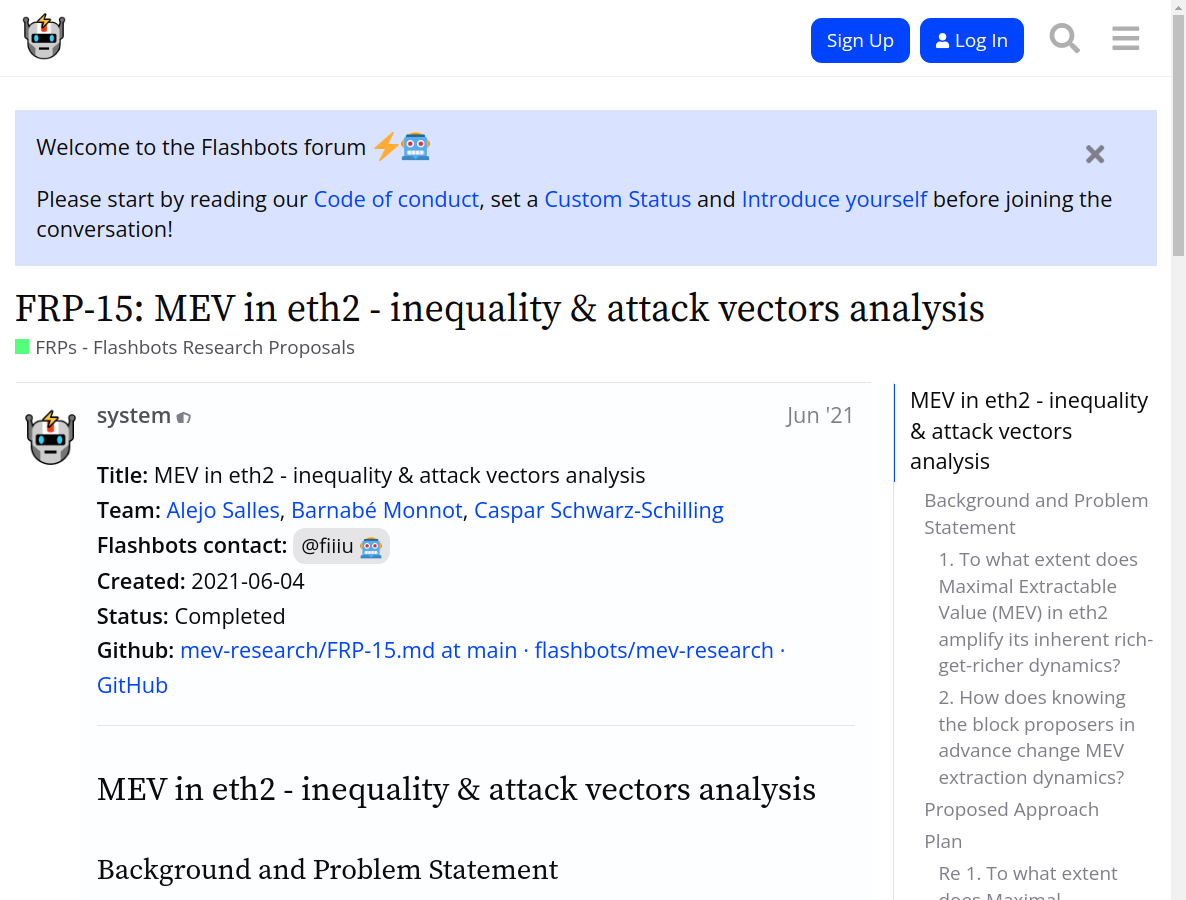 Sign Up
Log In
Welcome to the Flashbots forum
Please start by reading our Code of conduct, set a Custom Status and Introduce yourself before joining the
conversation!
FRP-15: MEV in eth2 - inequality & attack vectors analysis
FRPs - Flashbots Research Proposals
system
Jun '21
Title: MEV in eth2 - inequality & attack vectors analysis
Team: Alejo Salles, Barnabé Monnot, Caspar Schwarz-Schilling
Flashbots contact: @fiiiu
Created: 2021-06-04
Status: Completed
Github: mev-research/FRP-15.md at main · flashbots/mev-research ·
GitHub
MEV in eth2 - inequality & attack vectors analysis
Background and Problem Statement
MEV in eth2 - inequality
& attack vectors
analysis
Background and Problem
Statement
1. To what extent does
Maximal Extractable
Value (MEV) in eth2
amplify its inherent rich-
get-richer dynamics?
2. How does knowing
the block proposers in
advance change MEV
extraction dynamics?
Proposed Approach
Plan
Re 1. To what extent
does Maximal